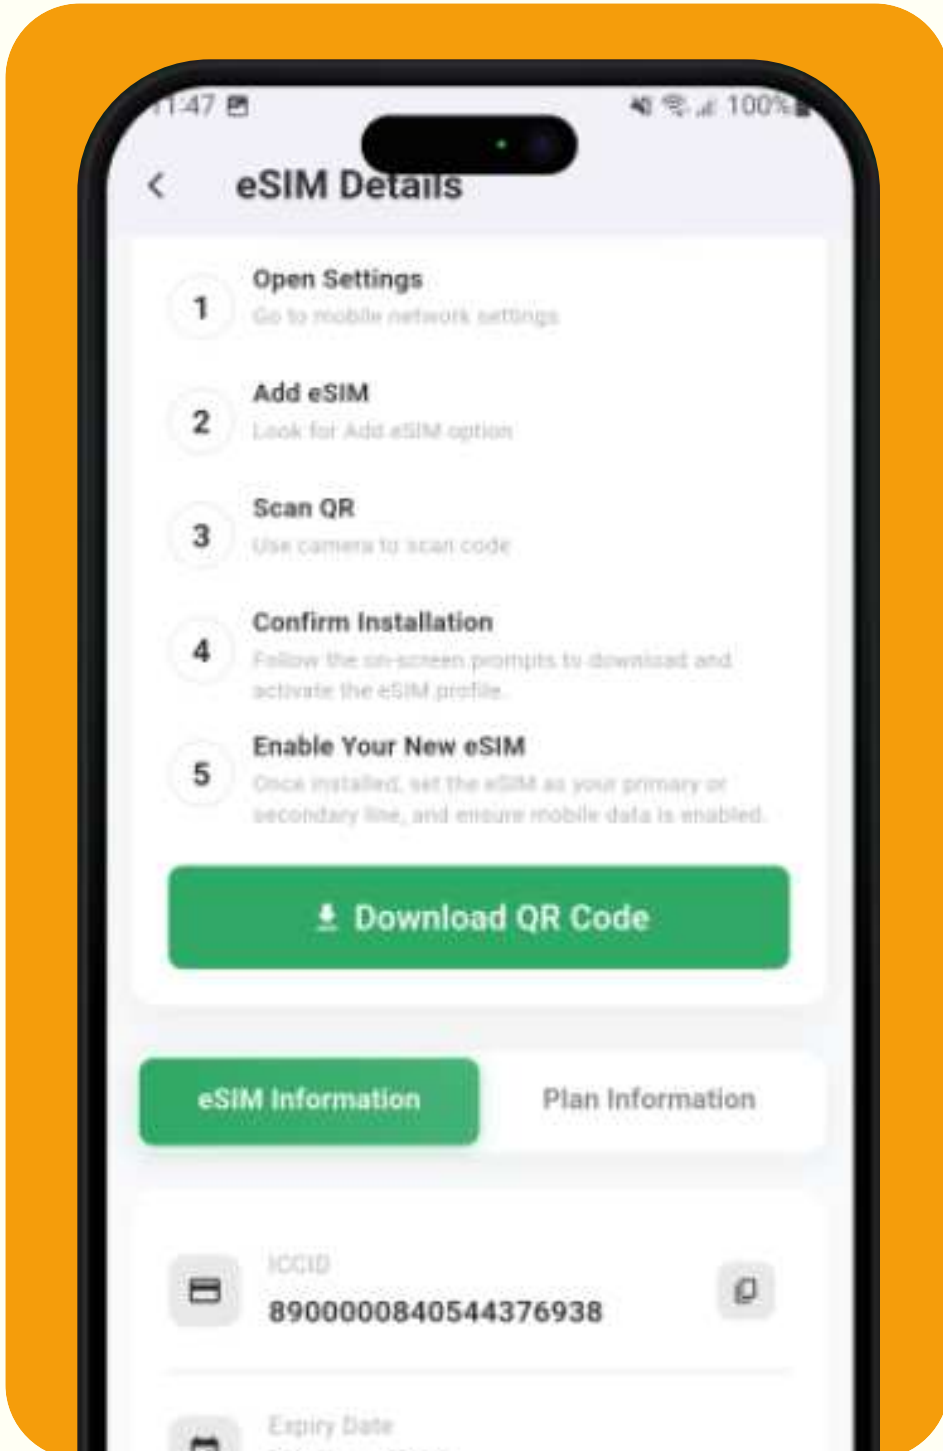 11:47
100%
eSIM Details
1
Open Settings
Go to mobile network settings
2
Add eSIM
Look for Add eSIM option
3
Scan QR
Use camera to scan code
4
Confirm Installation
Follow the on-screen prompts to download and
activate the eSIM profile.
5
Enable Your New eSIM
Once installed, set the eSIM as your primary or
secondary line, and ensure mobile data is enabled.
Download QR Code
eSIM Information
Plan Information
ICCID
8900000840544376938
Expiry Date